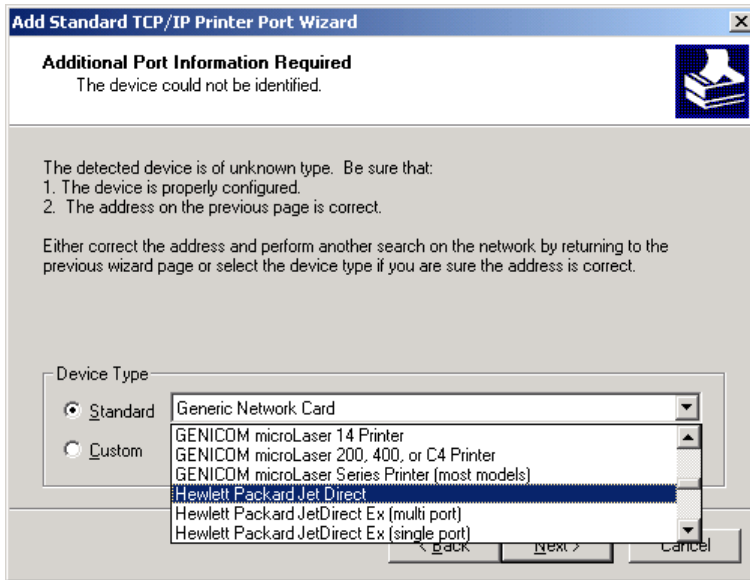 Add Standard TCP/IP Printer Port Wizard
Additional Port Information Required
The device could not be identified.
The detected device is of unknown type.  Be sure that:
1. The device is properly configured.
2.  The address on the previous page is correct.
Either correct the address and perform another search on the network by returning to the
previous wizard page or select the device type if you are sure the address is correct.
Device Type
Standard
Generic Network Card
Custom
GENICOM microLaser 14 Printer
GENICOM microLaser 200, 400, or C4 Printer
GENICOM microLaser Series Printer (most models)
Hewlett Packard Jet Direct
Hewlett Packard JetDirect Ex (multi port)
Hewlett Packard JetDirect Ex (single port)
< Back
Next >
Cancel